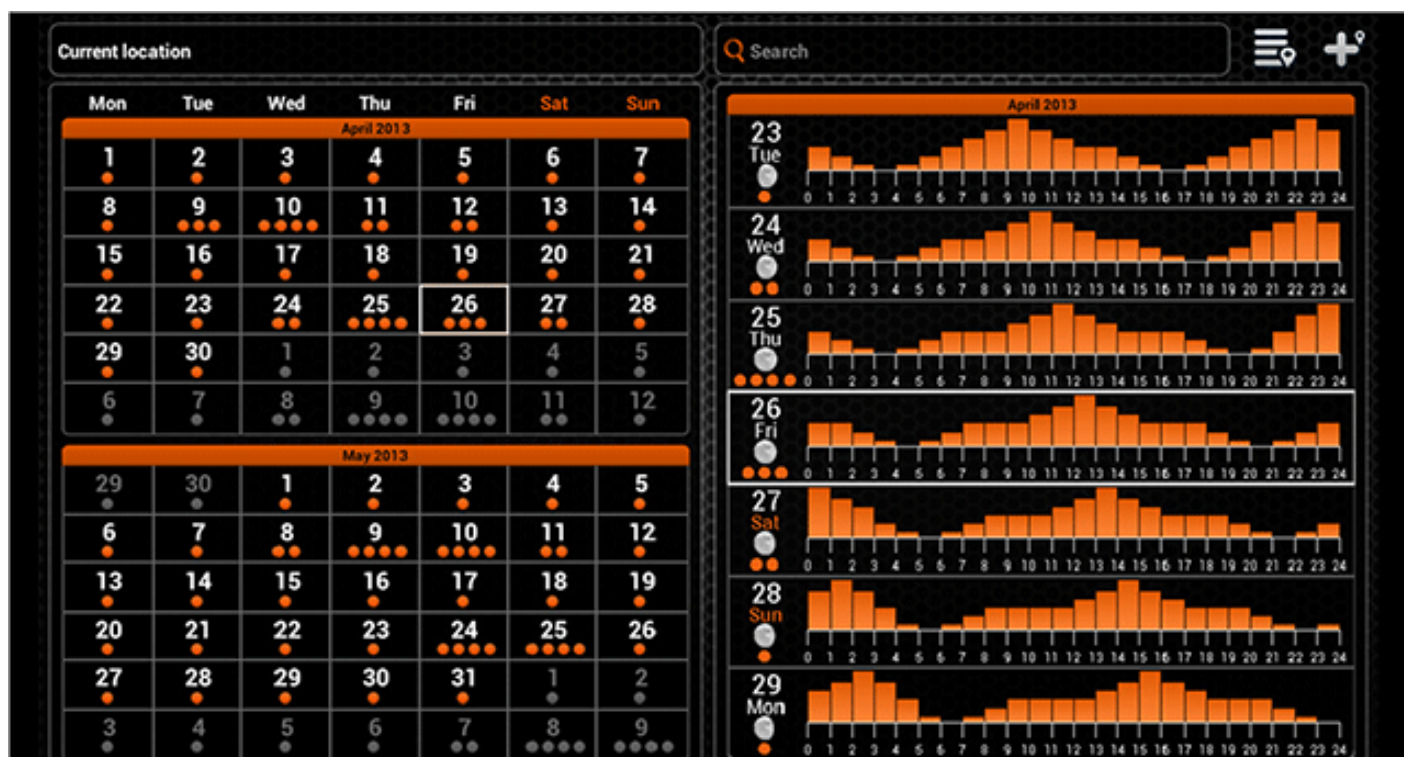 Current location
Search
Mon Tue Wed Thu Fri Sat Sun
April 2013
1 2 3 4 5 6 7
8 9 10 11 12 13 14
15 16 17 18 19 20 21
22 23 24 25 26 27 28
29 30 1 2 3 4 5
6 7 8 9 10 11 12
May 2013
29 30 1 2 3 4 5
6 7 8 9 10 11 12
13 14 15 16 17 18 19
20 21 22 23 24 25 26
27 28 29 30 31 1 2
3 4 5 6 7 8 9
April 2013
23
Tue
0 1 2 3 4 5 6 7 8 9 10 11 12 13 14 15 16 17 18 19 20 21 22 23 24
24
Wed
0 1 2 3 4 5 6 7 8 9 10 11 12 13 14 15 16 17 18 19 20 21 22 23 24
25
Thu
0 1 2 3 4 5 6 7 8 9 10 11 12 13 14 15 16 17 18 19 20 21 22 23 24
26
Fri
0 1 2 3 4 5 6 7 8 9 10 11 12 13 14 15 16 17 18 19 20 21 22 23 24
27
Sat
0 1 2 3 4 5 6 7 8 9 10 11 12 13 14 15 16 17 18 19 20 21 22 23 24
28
Sun
0 1 2 3 4 5 6 7 8 9 10 11 12 13 14 15 16 17 18 19 20 21 22 23 24
29
Mon
0 1 2 3 4 5 6 7 8 9 10 11 12 13 14 15 16 17 18 19 20 21 22 23 24